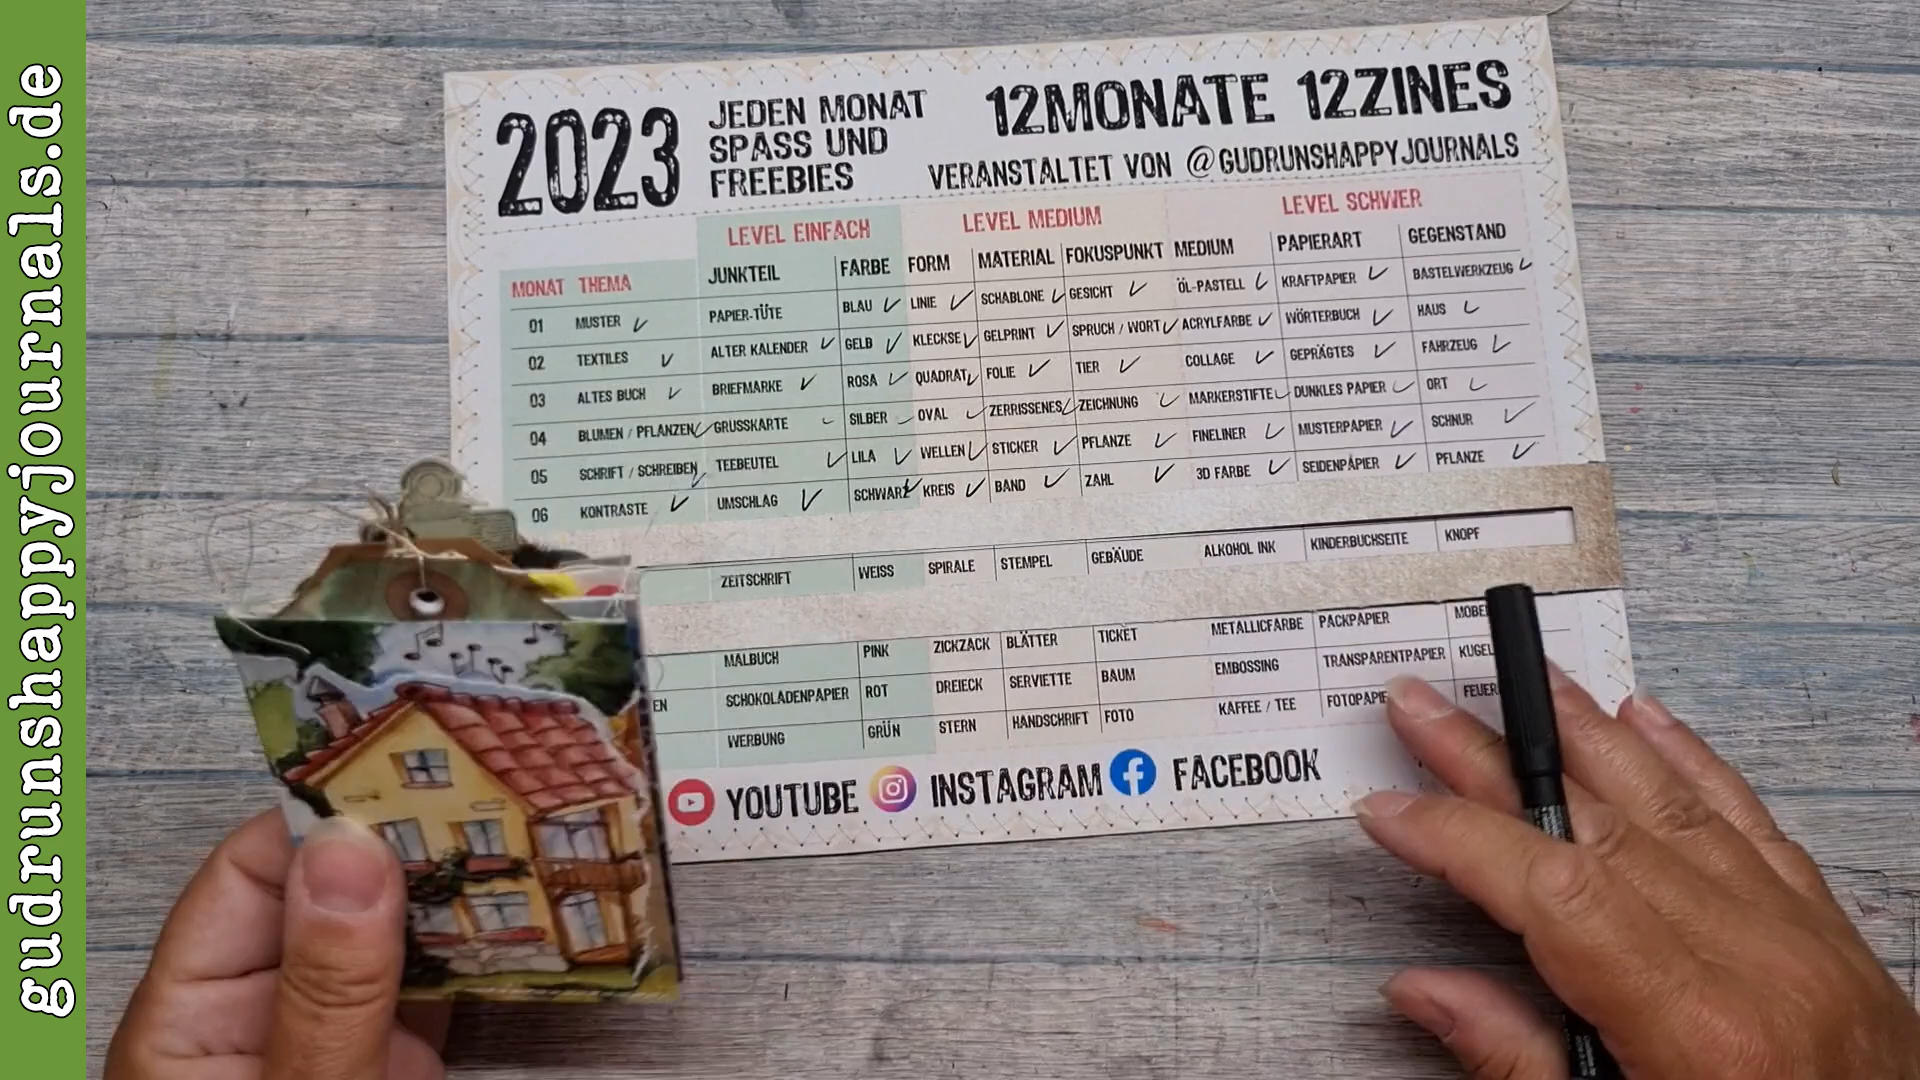 gudrunshappyjournals.de
2023
JEDEN MONAT
SPASS UND
FREEBIES
12MONATE 12ZINES
VERANSTALTET VON @GUDRUNSHAPPYJOURNALS
LEVEL EINFACH LEVEL MEDIUM LEVEL SCHWER
MONAT THEMA JUNKTEIL FARBE FORM MATERIAL FOKUSPUNKT MEDIUM PAPIERART GEGENSTAND
01 MUSTER PAPIER-TÜTE BLAU LINIE SCHABLONE GESICHT ÖL-PASTELL KRAFTPAPIER BASTELWERKZEUG
02 TEXTILES ALTER KALENDER GELB KLECKSE GELPRINT SPRUCH / WORT ACRYLFARBE WÖRTERBUCH HAUS
03 ALTES BUCH BRIEFMARKE ROSA QUADRAT FOLIE TIER COLLAGE GEPRÄGTES FAHRZEUG
04 BLUMEN / PFLANZEN GRUSSKARTE SILBER OVAL ZERRISSENES ZEICHNUNG MARKERSTIFTE DUNKLES PAPIER ORT
05 SCHRIFT / SCHREIBEN TEEBEUTEL LILA WELLEN STICKER PFLANZE FINELINER MUSTERPAPIER SCHNUR
06 KONTRASTE UMSCHLAG SCHWARZ KREIS BAND ZAHL 3D FARBE SEIDENPAPIER PFLANZE
ZEITSCHRIFT WEISS SPIRALE STEMPEL GEBÄUDE ALKOHOL INK KINDERBUCHSEITE KNOPF
MALBUCH PINK ZICKZACK BLÄTTER TICKET METALLICFARBE PACKPAPIER
EN SCHOKOLADENPAPIER ROT DREIECK SERVIETTE BAUM EMBOSSING TRANSPARENTPAPIER KUGEL
WERBUNG GRÜN STERN HANDSCHRIFT FOTO KAFFEE / TEE FOTOPAPIE FEUER
YOUTUBE INSTAGRAM FACEBOOK